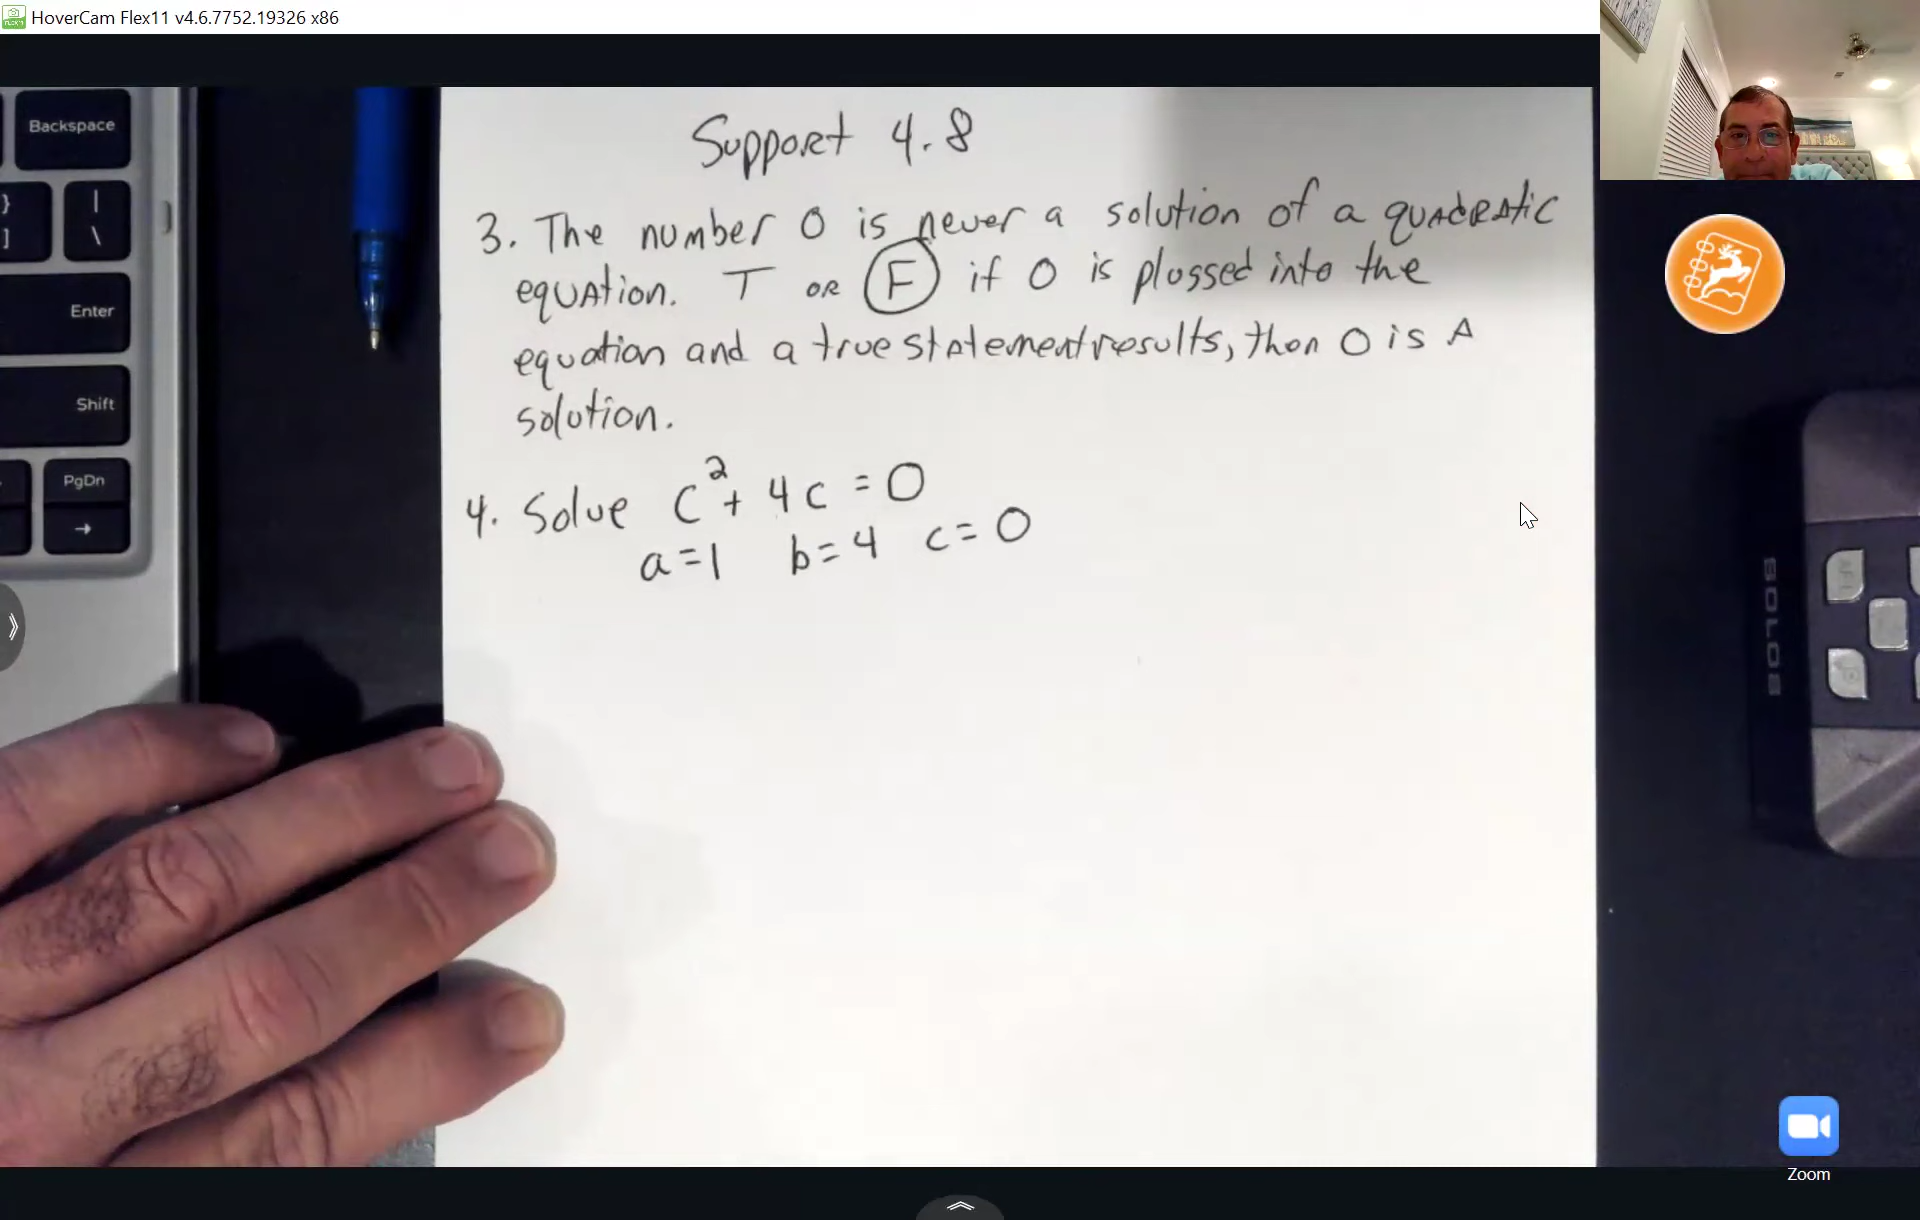 HoverCam Flex11 v4.6.7752.19326 x86
Backspace
}
]
|
\
Enter
Shift
PgDn
→
Support 4.8
3. The number 0 is never a solution of a quadratic
equation. T OR F if 0 is plugged into the
equation and a true statement results, then 0 is A
solution.
4. Solve c² + 4c = 0
a=1 b=4 c=0
BOLOS
Zoom